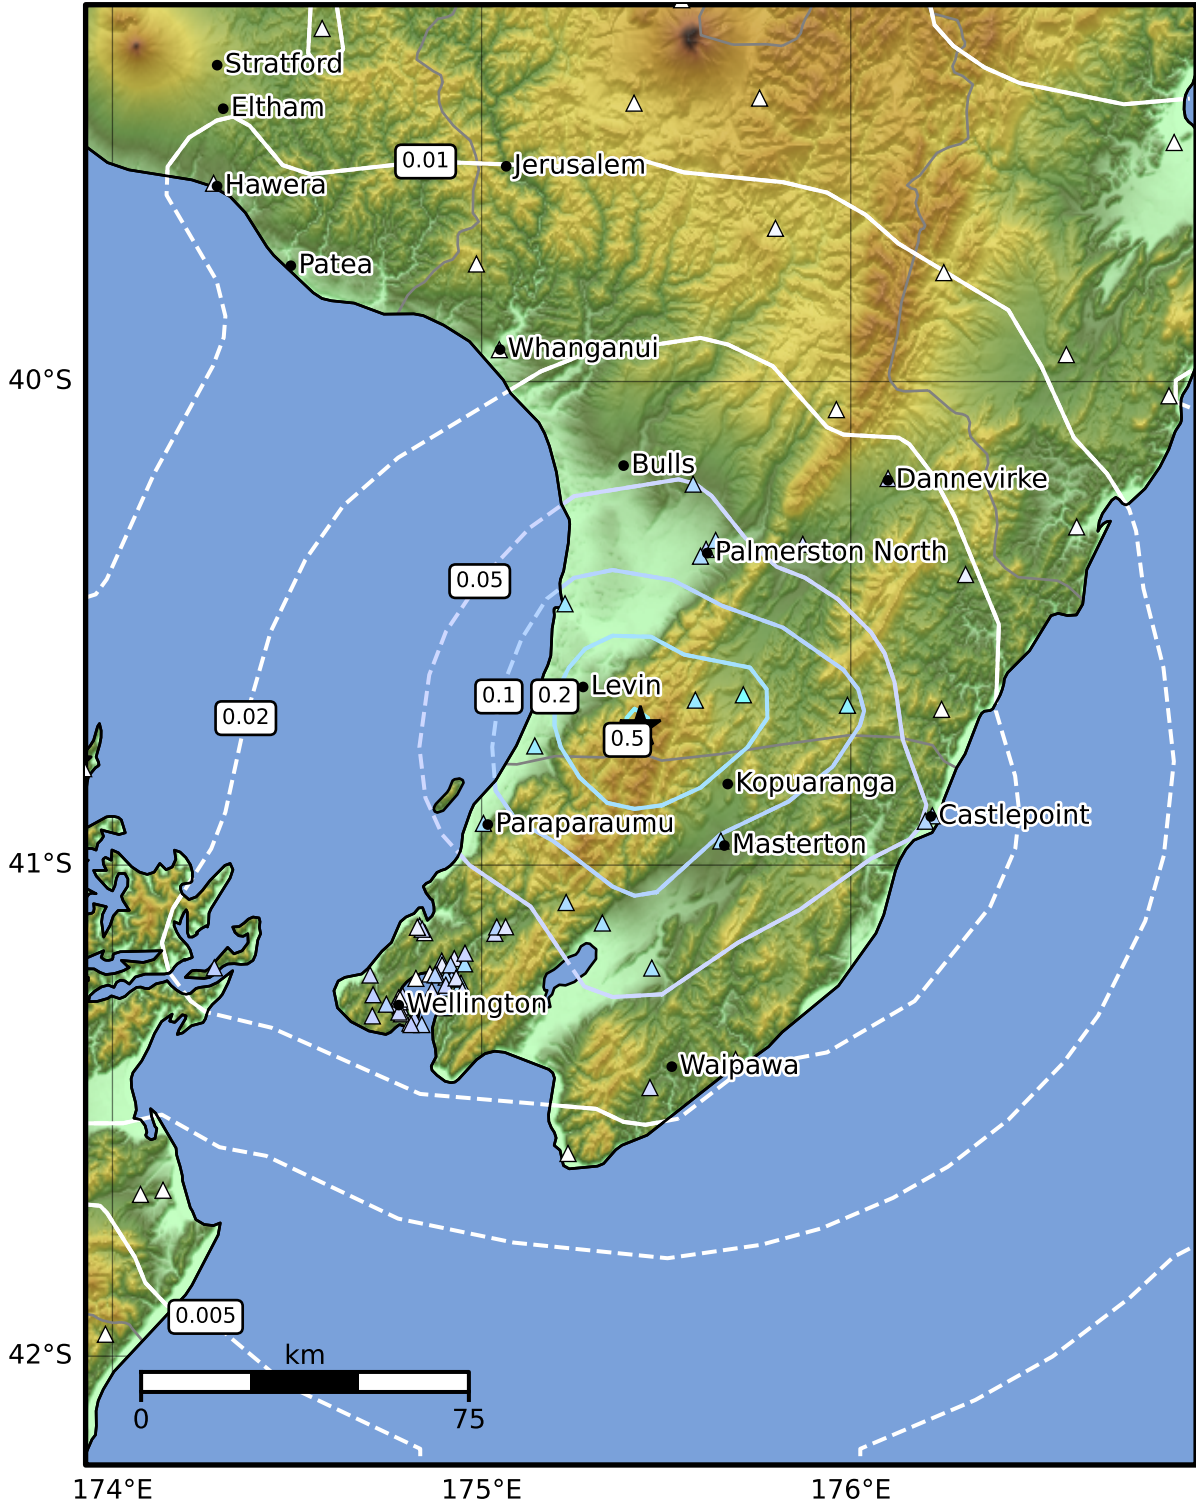 Stratford
Eltham
0.01
Jerusalem
Hawera
Patea
Whanganui
40°S
Bulls
Dannevirke
Palmerston North
0.05
Levin
0.1
0.2
0.02
0.5
Kopuaranga
Castlepoint
Paraparaumu
Masterton
41°S
Wellington
Waipawa
0.005
42°S
km
0
75
174°E
175°E
176°E